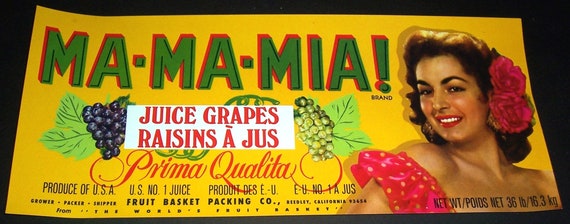 MA·MA·MIA!
BRAND
JUICE GRAPES
RAISINS À JUS
Prima Qualita
PRODUCE OF U.S.A. U.S. NO. 1 JUICE PRODUIT DES É.-U. É.U. NO. 1 À JUS
GROWER - PACKER - SHIPPER FRUIT BASKET PACKING CO., REEDLEY, CALIFORNIA 93654
from "THE WORLD'S FRUIT BASKET"
NET WT/POIDS NET 36 lb/16.3 kg